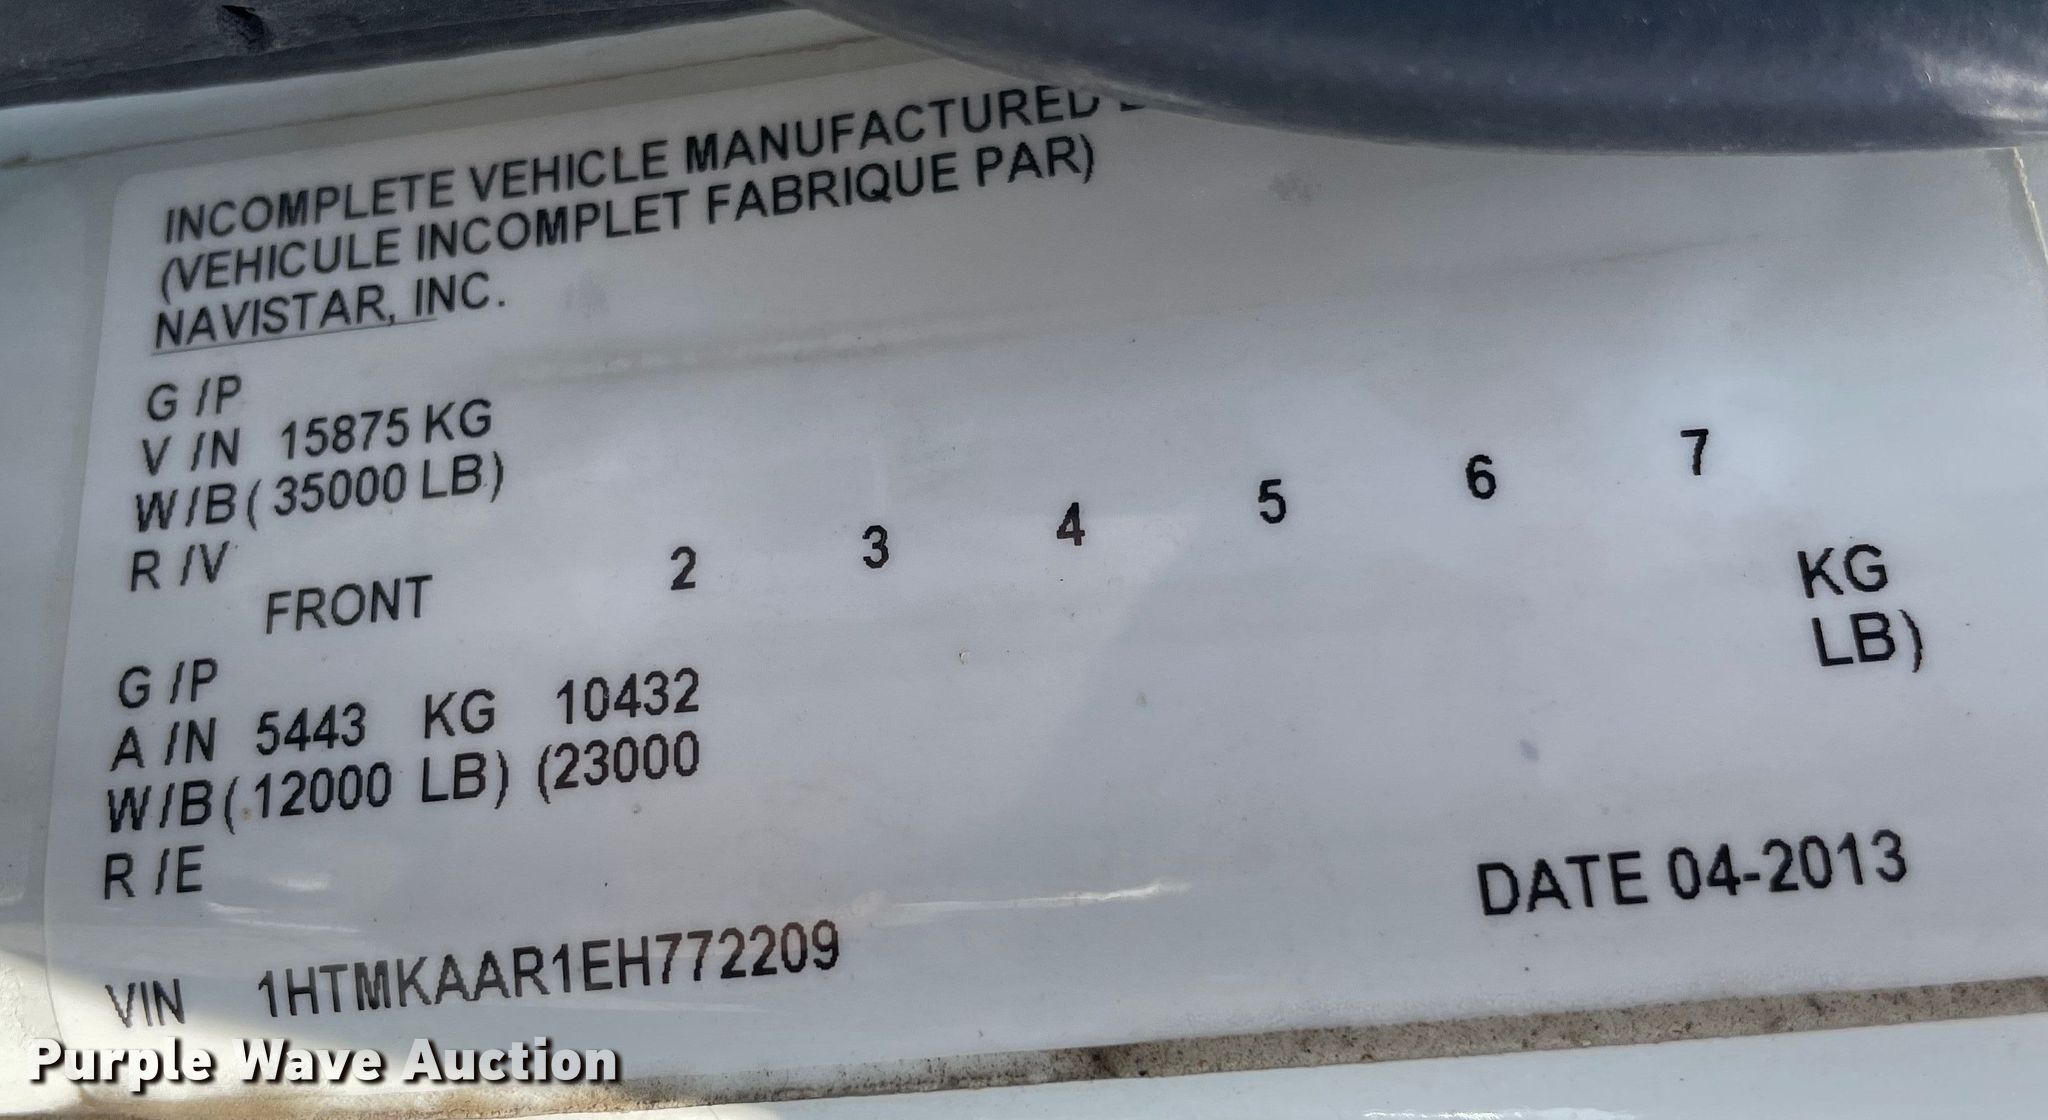 INCOMPLETE VEHICLE MANUFACTURED
(VEHICULE INCOMPLET FABRIQUE PAR)
NAVISTAR, INC.
G /P
V /N 15875 KG
W/B (35000 LB)
R /V
FRONT 2 3 4 5 6 7
KG
LB)
G /P
A /N 5443 KG 10432
W/B (12000 LB) (23000
R /E
DATE 04-2013
VIN 1HTMKAAR1EH772209
Purple Wave Auction